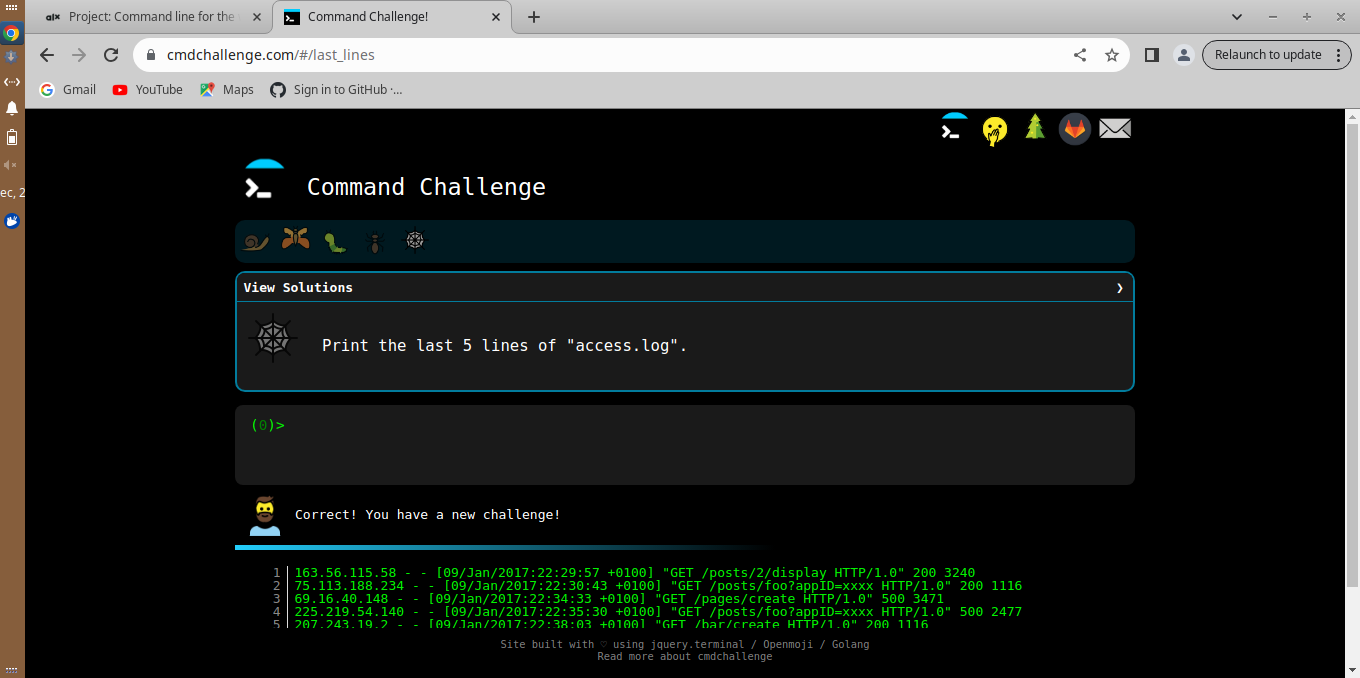 alx Project: Command line for the
Command Challenge!
cmdchallenge.com/#/last_lines
Relaunch to update
Gmail
YouTube
Maps
Sign in to GitHub ·...
ec, 2
Command Challenge
View Solutions
Print the last 5 lines of "access.log".
(0)>
Correct! You have a new challenge!
1 163.56.115.58 - - [09/Jan/2017:22:29:57 +0100] "GET /posts/2/display HTTP/1.0" 200 3240
2 75.113.188.234 - - [09/Jan/2017:22:30:43 +0100] "GET /posts/foo?appID=xxxx HTTP/1.0" 200 1116
3 69.16.40.148 - - [09/Jan/2017:22:34:33 +0100] "GET /pages/create HTTP/1.0" 500 3471
4 225.219.54.140 - - [09/Jan/2017:22:35:30 +0100] "GET /posts/foo?appID=xxxx HTTP/1.0" 500 2477
5 207.243.19.2 - - [09/Jan/2017:22:38:03 +0100] "GET /bar/create HTTP/1.0" 200 1116
Site built with ♡ using jquery.terminal / Openmoji / Golang
Read more about cmdchallenge